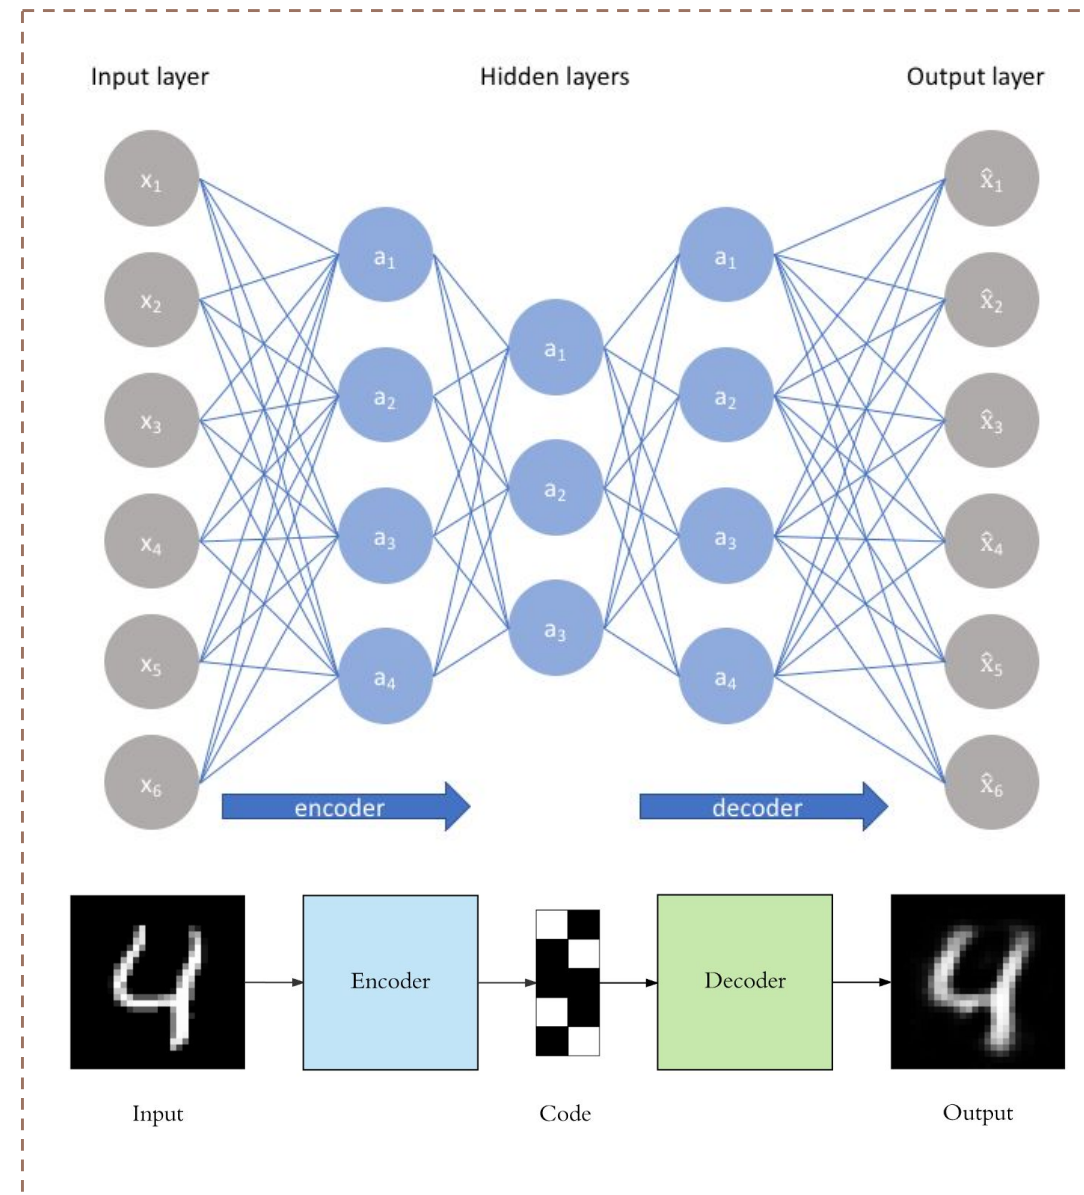 Input layer Hidden layers Output layer
x₁ x̂₁
a₁ a₁
x₂ x̂₂
a₁
a₂ a₂
x₃ x̂₃
a₂
x₄ a₃ a₃ x̂₄
a₃
x₅ x̂₅
a₄ a₄
x₆ x̂₆
encoder decoder
Encoder Decoder
Input Code Output